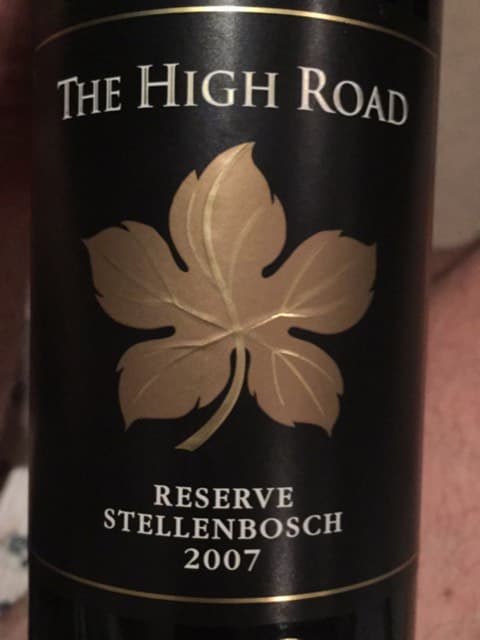 THE HIGH ROAD
RESERVE
STELLENBOSCH
2007